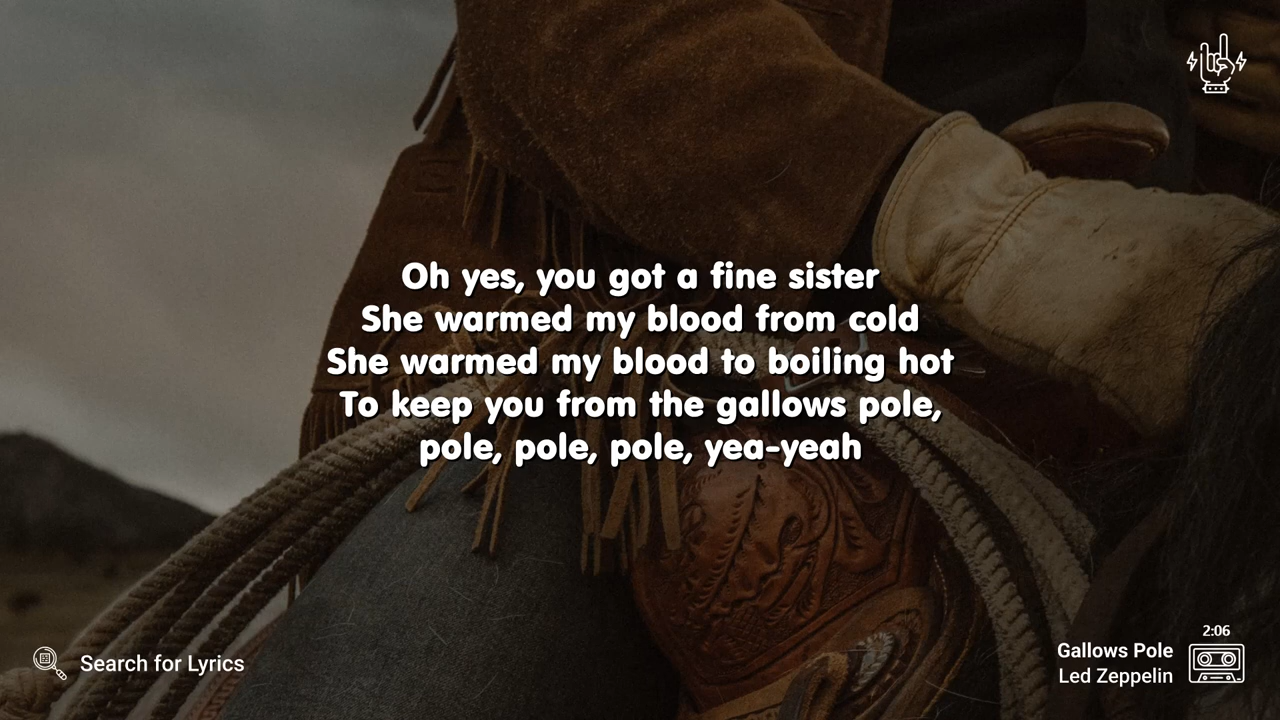 Oh yes, you got a fine sister
She warmed my blood from cold
She warmed my blood to boiling hot
To keep you from the gallows pole,
pole, pole, pole, yea-yeah
Search for Lyrics
2:06
Gallows Pole
Led Zeppelin